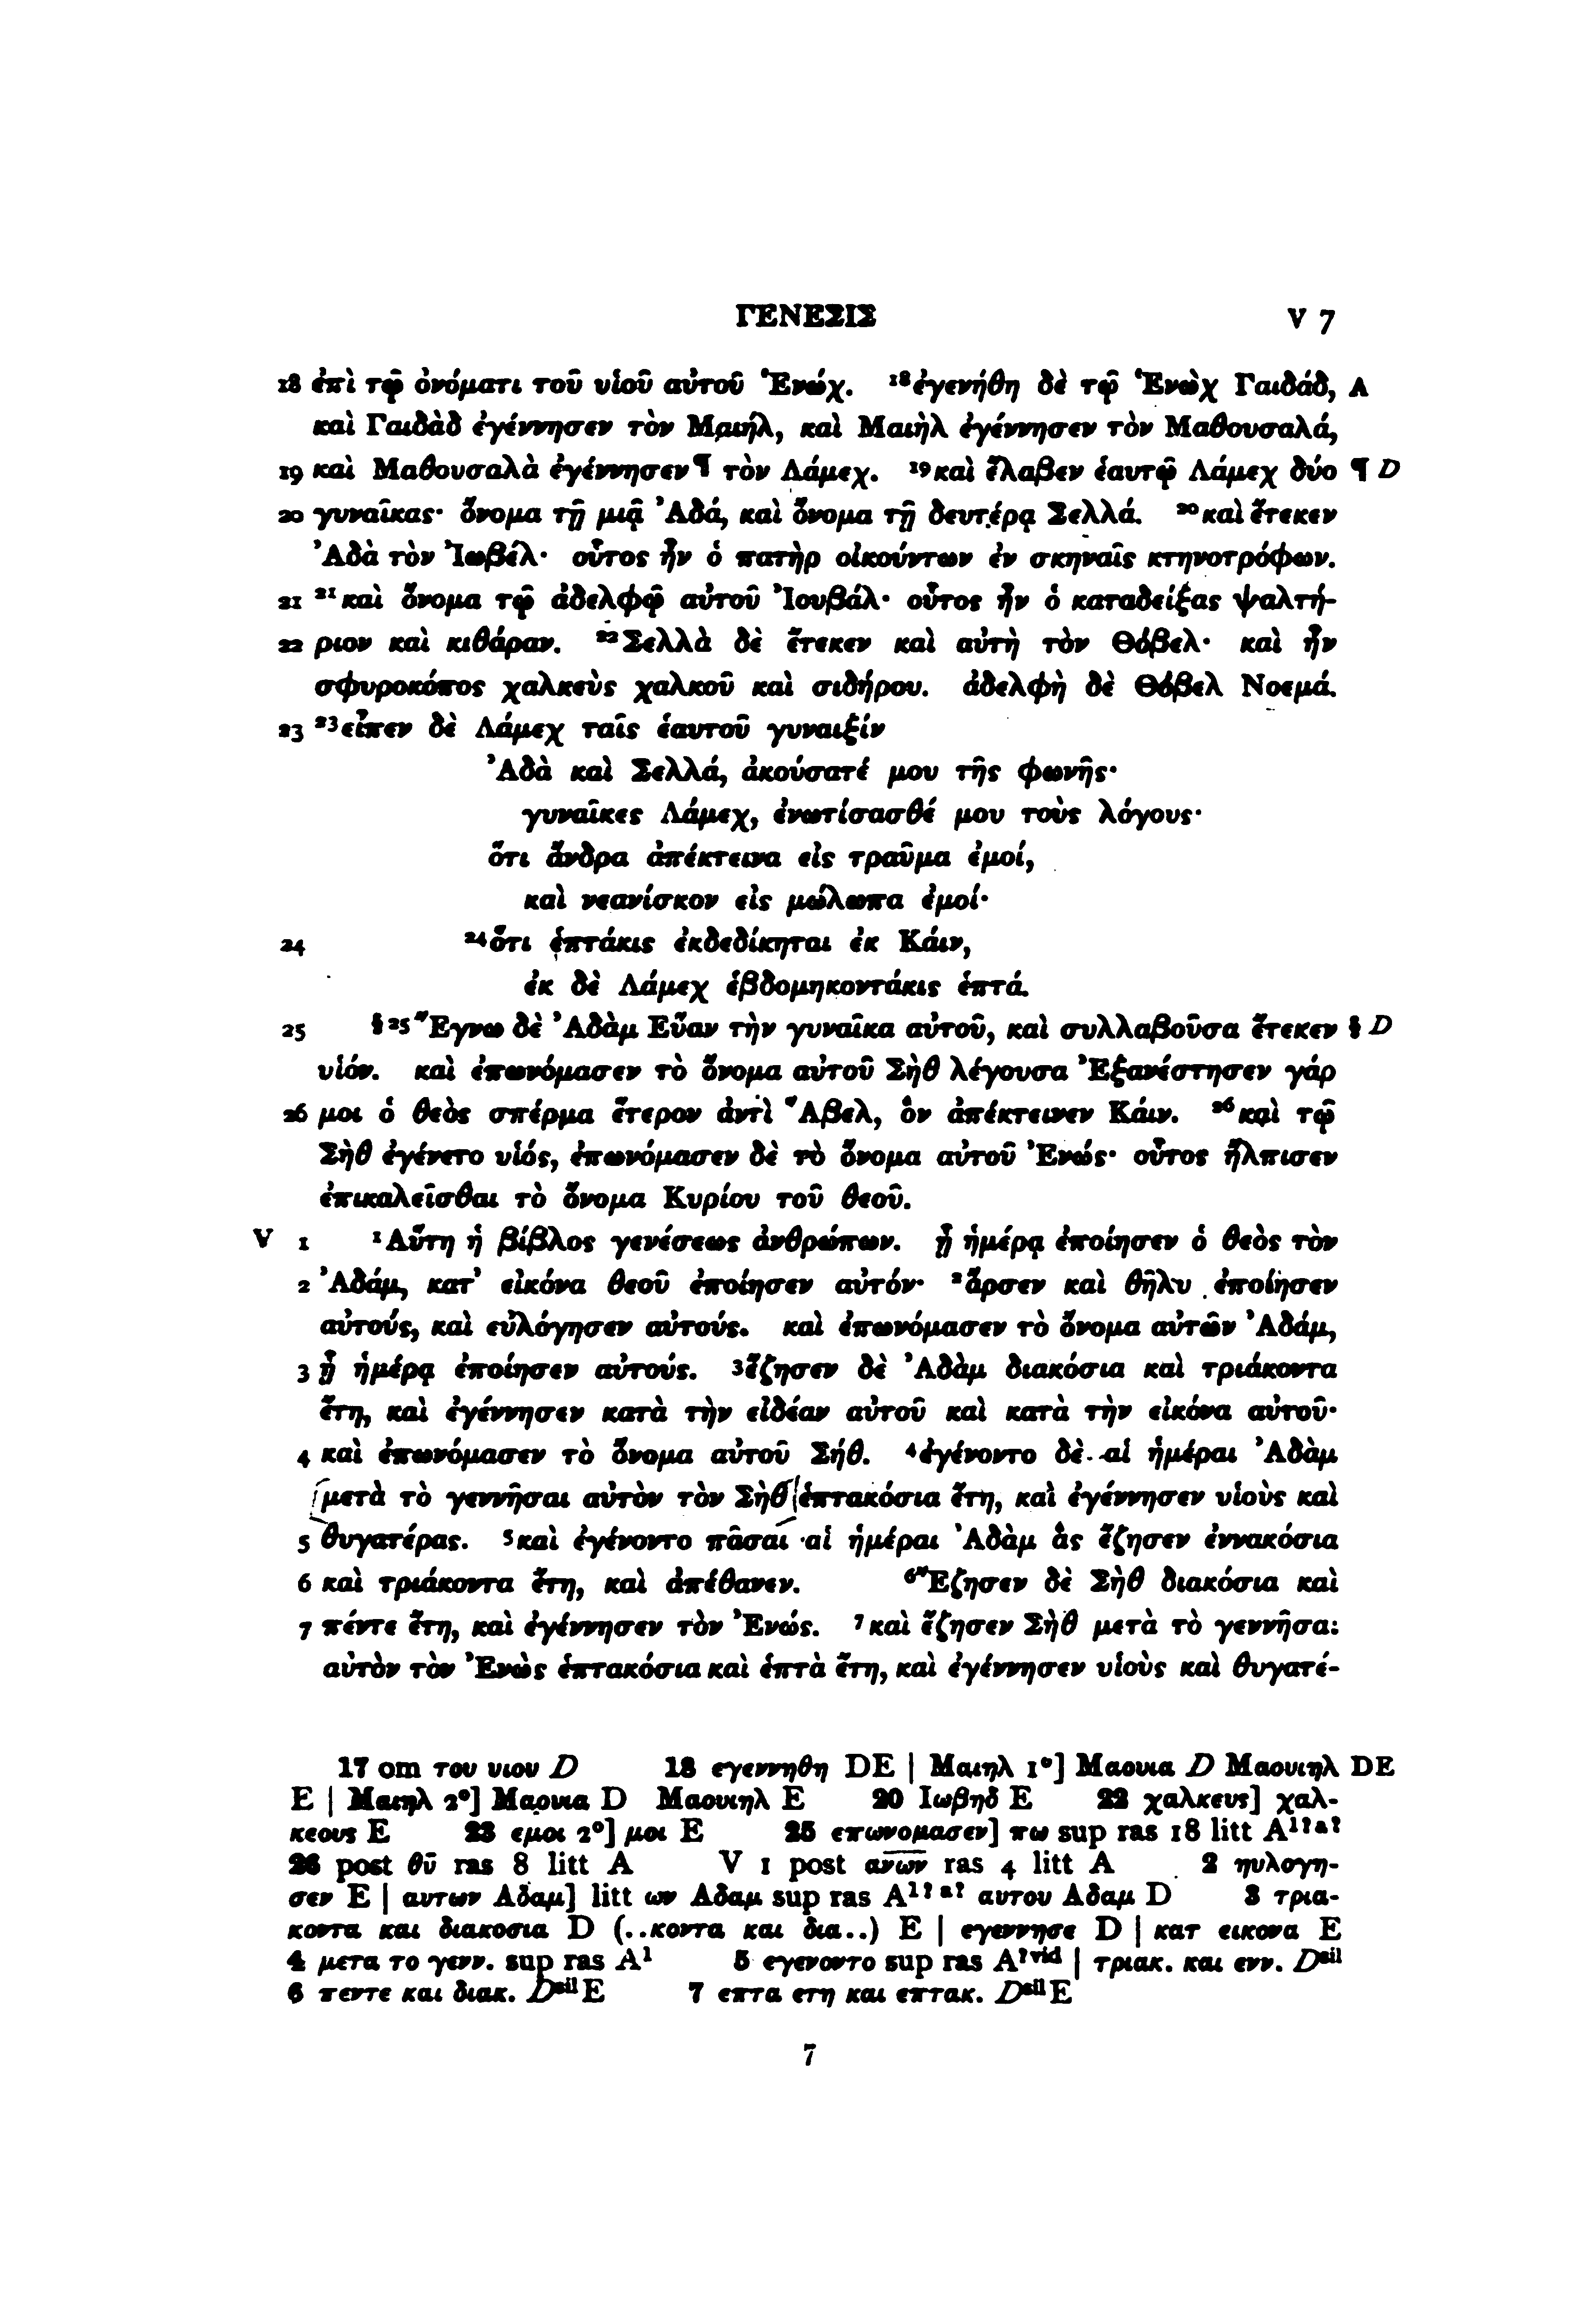 ΓΕΝΕΣΙΣ V 7
18 ἐπὶ τῷ ὀνόματι τοῦ υἱοῦ αὐτοῦ Ἑνώχ. ¹⁸ἐγενήθη δὲ τῷ Ἑνὼχ Γαιδάδ, A
καὶ Γαιδὰδ ἐγέννησεν τὸν Μαιήλ, καὶ Μαιὴλ ἐγέννησεν τὸν Μαθουσαλά,
19 καὶ Μαθουσαλὰ ἐγέννησεν¶ τὸν Λάμεχ. ¹⁹καὶ ἔλαβεν ἑαυτῷ Λάμεχ δύο ¶ D
20 γυναῖκας· ὄνομα τῇ μιᾷ Ἀδά, καὶ ὄνομα τῇ δευτέρᾳ Σελλά. ²⁰καὶ ἔτεκεν
Ἀδὰ τὸν Ἰωβέλ· οὗτος ἦν ὁ πατὴρ οἰκούντων ἐν σκηναῖς κτηνοτρόφων.
21 ²¹καὶ ὄνομα τῷ ἀδελφῷ αὐτοῦ Ἰουβάλ· οὗτος ἦν ὁ καταδείξας ψαλτή-
22 ριον καὶ κιθάραν. ²²Σελλὰ δὲ ἔτεκεν καὶ αὐτὴ τὸν Θόβελ· καὶ ἦν
σφυροκόπος χαλκεὺς χαλκοῦ καὶ σιδήρου. ἀδελφὴ δὲ Θόβελ Νοεμά.
23 ²³εἶπεν δὲ Λάμεχ ταῖς ἑαυτοῦ γυναιξίν
Ἀδὰ καὶ Σελλά, ἀκούσατέ μου τῆς φωνῆς·
γυναῖκες Λάμεχ, ἐνωτίσασθέ μου τοὺς λόγους·
ὅτι ἄνδρα ἀπέκτεινα εἰς τραῦμα ἐμοί,
καὶ νεανίσκον εἰς μώλωπα ἐμοί·
24 ²⁴ὅτι ἑπτάκις ἐκδεδίκηται ἐκ Κάιν,
ἐκ δὲ Λάμεχ ἑβδομηκοντάκις ἑπτά.
25 §²⁵Ἔγνω δὲ Ἀδὰμ Εὕαν τὴν γυναῖκα αὐτοῦ, καὶ συλλαβοῦσα ἔτεκεν § D
υἱόν. καὶ ἐπωνόμασεν τὸ ὄνομα αὐτοῦ Σὴθ λέγουσα Ἐξανέστησεν γάρ
26 μοι ὁ θεὸς σπέρμα ἕτερον ἀντὶ Ἅβελ, ὃν ἀπέκτεινεν Κάιν. ²⁶καὶ τῷ
Σὴθ ἐγένετο υἱός, ἐπωνόμασεν δὲ τὸ ὄνομα αὐτοῦ Ἐνώς· οὗτος ἤλπισεν
ἐπικαλεῖσθαι τὸ ὄνομα Κυρίου τοῦ θεοῦ.
V 1 ¹Αὕτη ἡ βίβλος γενέσεως ἀνθρώπων. ᾗ ἡμέρᾳ ἐποίησεν ὁ θεὸς τὸν
2 Ἀδάμ, κατ’ εἰκόνα θεοῦ ἐποίησεν αὐτόν· ²ἄρσεν καὶ θῆλυ ἐποίησεν
αὐτούς, καὶ εὐλόγησεν αὐτούς. καὶ ἐπωνόμασεν τὸ ὄνομα αὐτῶν Ἀδάμ,
3 ᾗ ἡμέρᾳ ἐποίησεν αὐτούς. ³ἔζησεν δὲ Ἀδὰμ διακόσια καὶ τριάκοντα
ἔτη, καὶ ἐγέννησεν κατὰ τὴν εἰδέαν αὐτοῦ καὶ κατὰ τὴν εἰκόνα αὐτοῦ·
4 καὶ ἐπωνόμασεν τὸ ὄνομα αὐτοῦ Σήθ. ⁴ἐγένοντο δὲ αἱ ἡμέραι Ἀδὰμ
μετὰ τὸ γεννῆσαι αὐτὸν τὸν Σὴθ ἑπτακόσια ἔτη, καὶ ἐγέννησεν υἱοὺς καὶ
5 θυγατέρας. ⁵καὶ ἐγένοντο πᾶσαι αἱ ἡμέραι Ἀδὰμ ἃς ἔζησεν ἐννακόσια
6 καὶ τριάκοντα ἔτη, καὶ ἀπέθανεν. ⁶Ἔζησεν δὲ Σὴθ διακόσια καὶ
7 πέντε ἔτη, καὶ ἐγέννησεν τὸν Ἐνώς. ⁷καὶ ἔζησεν Σὴθ μετὰ τὸ γεννῆσαι
αὐτὸν τὸν Ἐνὼς ἑπτακόσια καὶ ἑπτὰ ἔτη, καὶ ἐγέννησεν υἱοὺς καὶ θυγατέ-
17 om του υιου D 18 εγεννηθη DE | Μαιηλ 1°] Μαουια D Μαουιηλ DE
E | Μαιηλ 2°] Μαουια D Μαουιηλ E 20 Ιωβηδ E 22 χαλκευς] χαλ-
κεους E 23 εμοι 2°] μοι E 25 επωνομασεν] πω sup ras 18 litt A¹ᵎᵃᵎ
26 post θῡ ras 8 litt A V 1 post ανων ras 4 litt A 2 ηυλογη-
σεν E | αυτων Αδαμ] litt ων Αδαμ sup ras A¹ᵎᵃᵎ αυτου Αδαμ D 3 τρια-
κοντα και διακοσια D (..κοντα και δια..) E | εγεννησε D | κατ εικονα E
4 μετα το γενν. sup ras A¹ 5 εγενοντο sup ras A?ᵛⁱᵈ | τριακ. και ενν. Dˢⁱˡ
6 πεντε και διακ. Dˢⁱˡ E 7 επτα ετη και επτακ. Dˢⁱˡ E
7